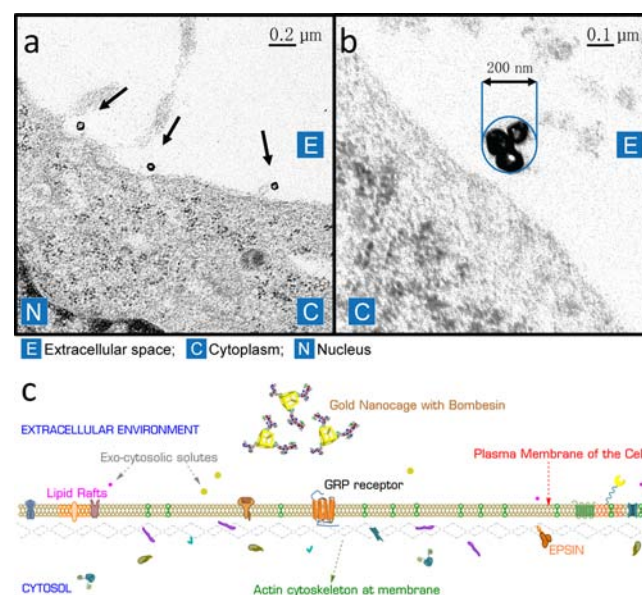 a
0.2 µm
E
N
C
b
0.1 µm
200 nm
E
C
E Extracellular space; C Cytoplasm; N Nucleus
c
Gold Nanocage with Bombesin
EXTRACELLULAR ENVIRONMENT
Exo-cytosolic solutes
Plasma Membrane of the Cel
Lipid Rafts
GRP receptor
EPSIN
CYTOSOL
Actin cytoskeleton at membrane